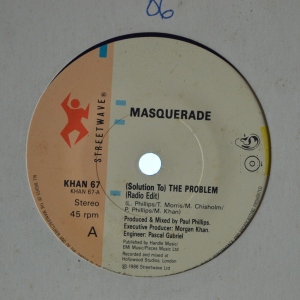 06
STREETWAVE®
MASQUERADE
KHAN 67
KHAN 67-A
Stereo
45 rpm
A
(Solution To) THE PROBLEM
(Radio Edit)
(L. Phillips/T. Morris/M. Chisholm/
P. Phillips/M. Khan)
Produced & Mixed by Paul Phillips.
Executive Producer: Morgan Khan.
Engineer: Pascal Gabriel
Published by Handle Music/
EMI Music/Places Music Ltd
Recorded and mixed at
Hollywood Studios, London
℗ 1986 Streetwave Ltd